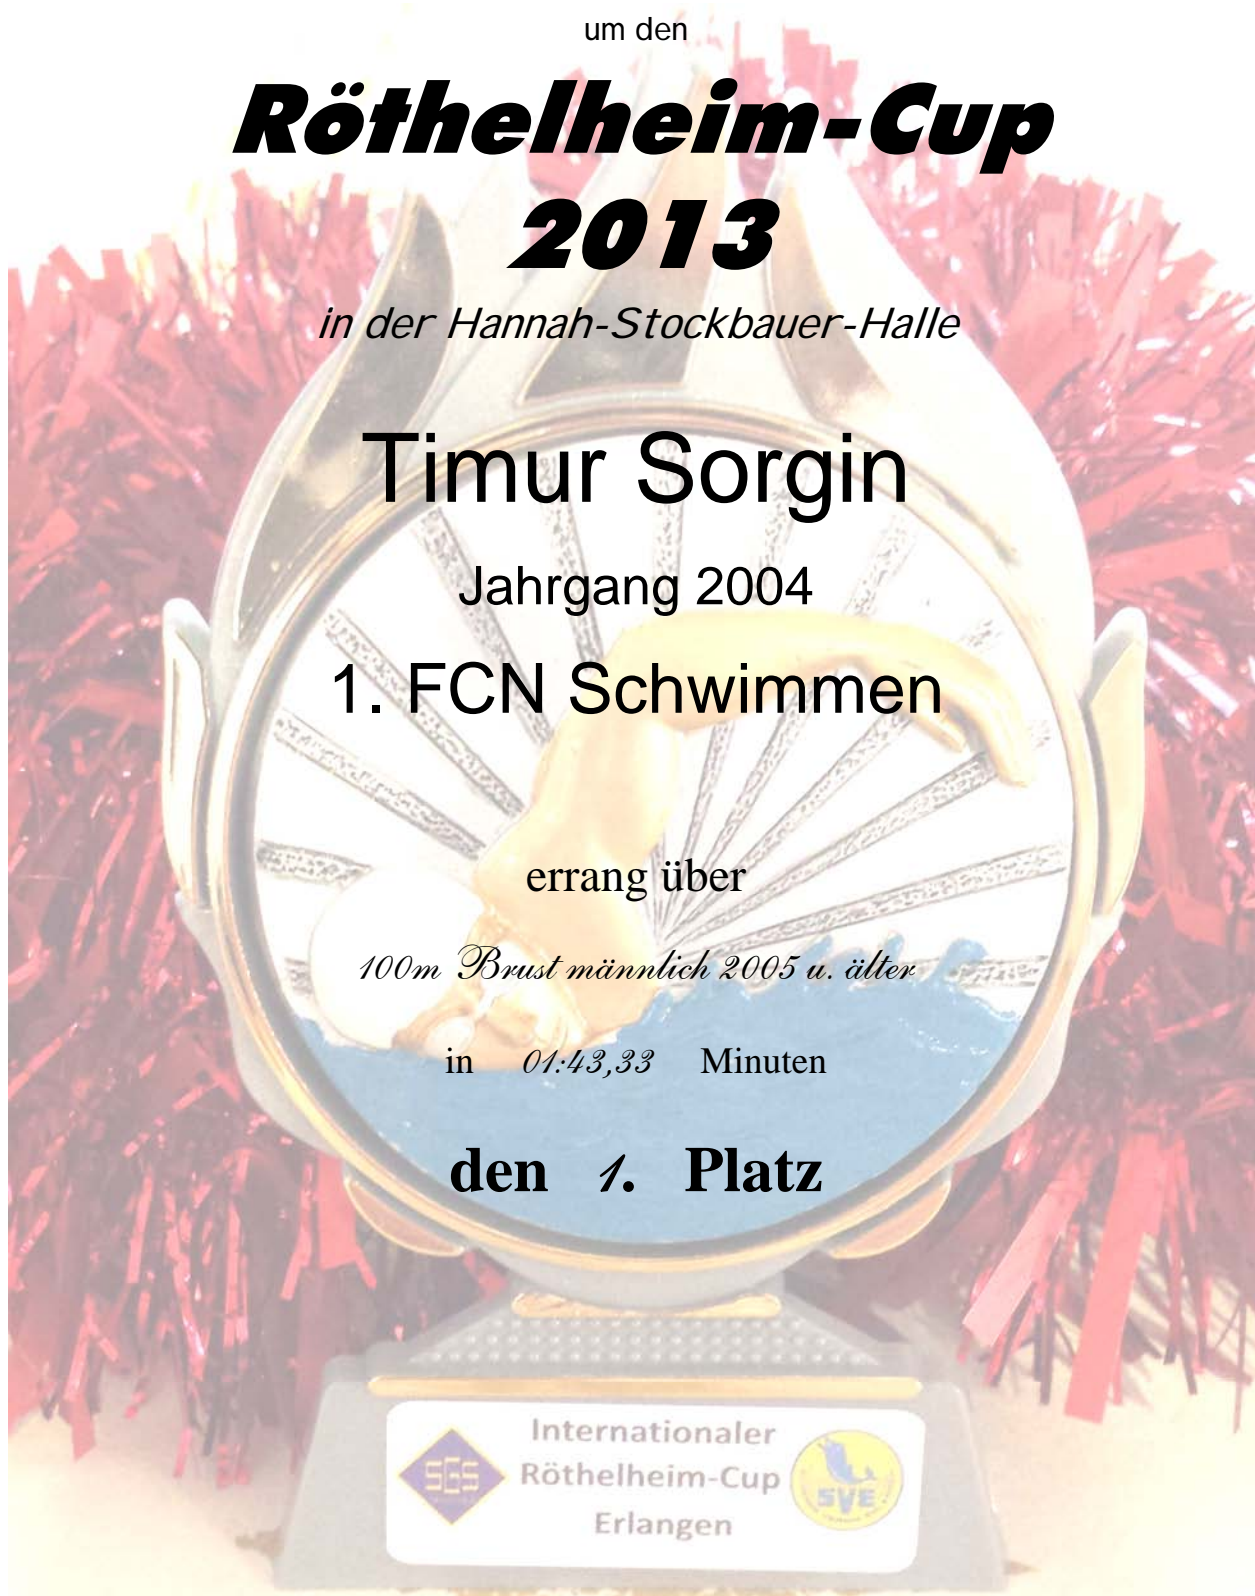 um den
Röthelheim-Cup
2013
in der Hannah-Stockbauer-Halle
Timur Sorgin
Jahrgang 2004
1. FCN Schwimmen
errang über
100m Brust männlich 2005 u. älter
in 01:43,33 Minuten
den 1. Platz
Internationaler
Röthelheim-Cup
Erlangen
SGS
SVE